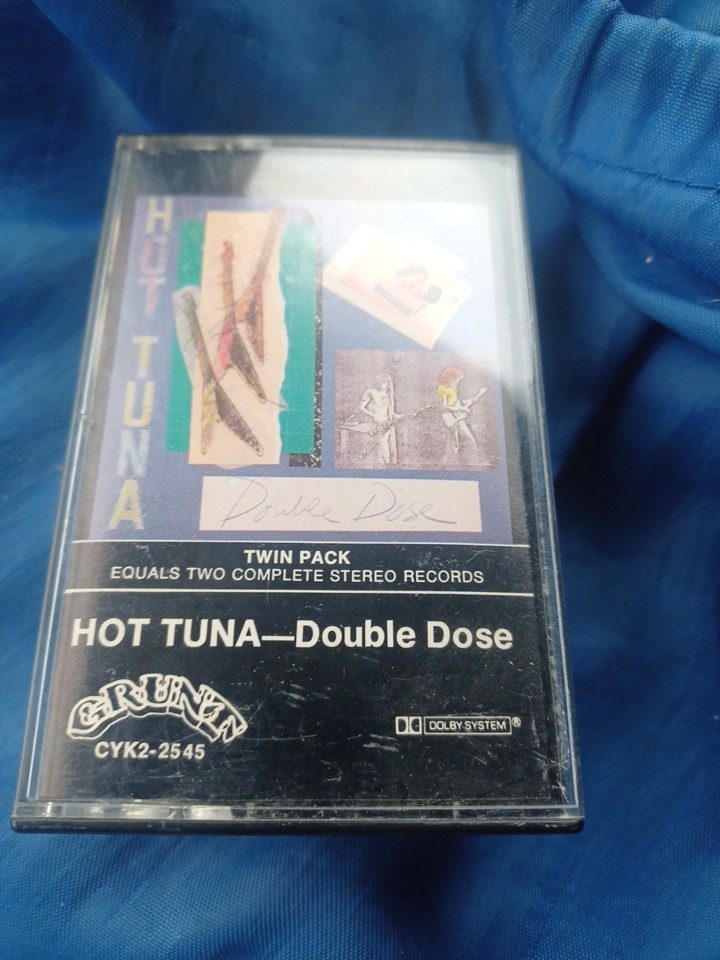 HOT TUNA
Double Dose
TWIN PACK
EQUALS TWO COMPLETE STEREO RECORDS
HOT TUNA—Double Dose
GRUNT
CYK2-2545
DOLBY SYSTEM®